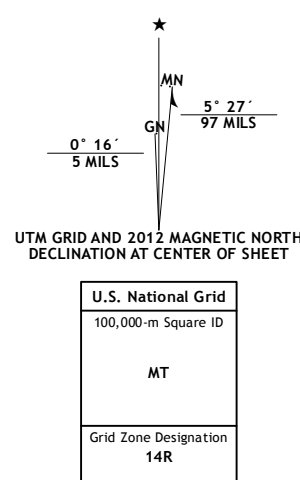 ★
MN
5° 27´
97 MILS
GN
0° 16´
5 MILS
UTM GRID AND 2012 MAGNETIC NORTH
DECLINATION AT CENTER OF SHEET
U.S. National Grid
100,000-m Square ID
MT
Grid Zone Designation
14R